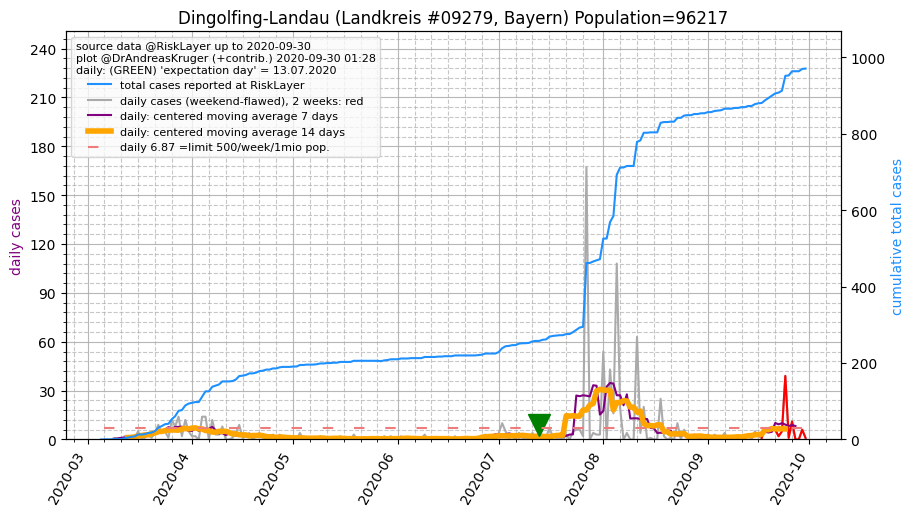 Dingolfing-Landau (Landkreis #09279, Bayern) Population=96217
source data @RiskLayer up to 2020-09-30
plot @DrAndreasKruger (+contrib.) 2020-09-30 01:28
daily: (GREEN) 'expectation day' = 13.07.2020
total cases reported at RiskLayer
daily cases (weekend-flawed), 2 weeks: red
daily: centered moving average 7 days
daily: centered moving average 14 days
daily 6.87 =limit 500/week/1mio pop.
daily cases
240
210
180
150
120
90
60
30
0
cumulative total cases
1000
800
600
400
200
0
2020-03
2020-04
2020-05
2020-06
2020-07
2020-08
2020-09
2020-10